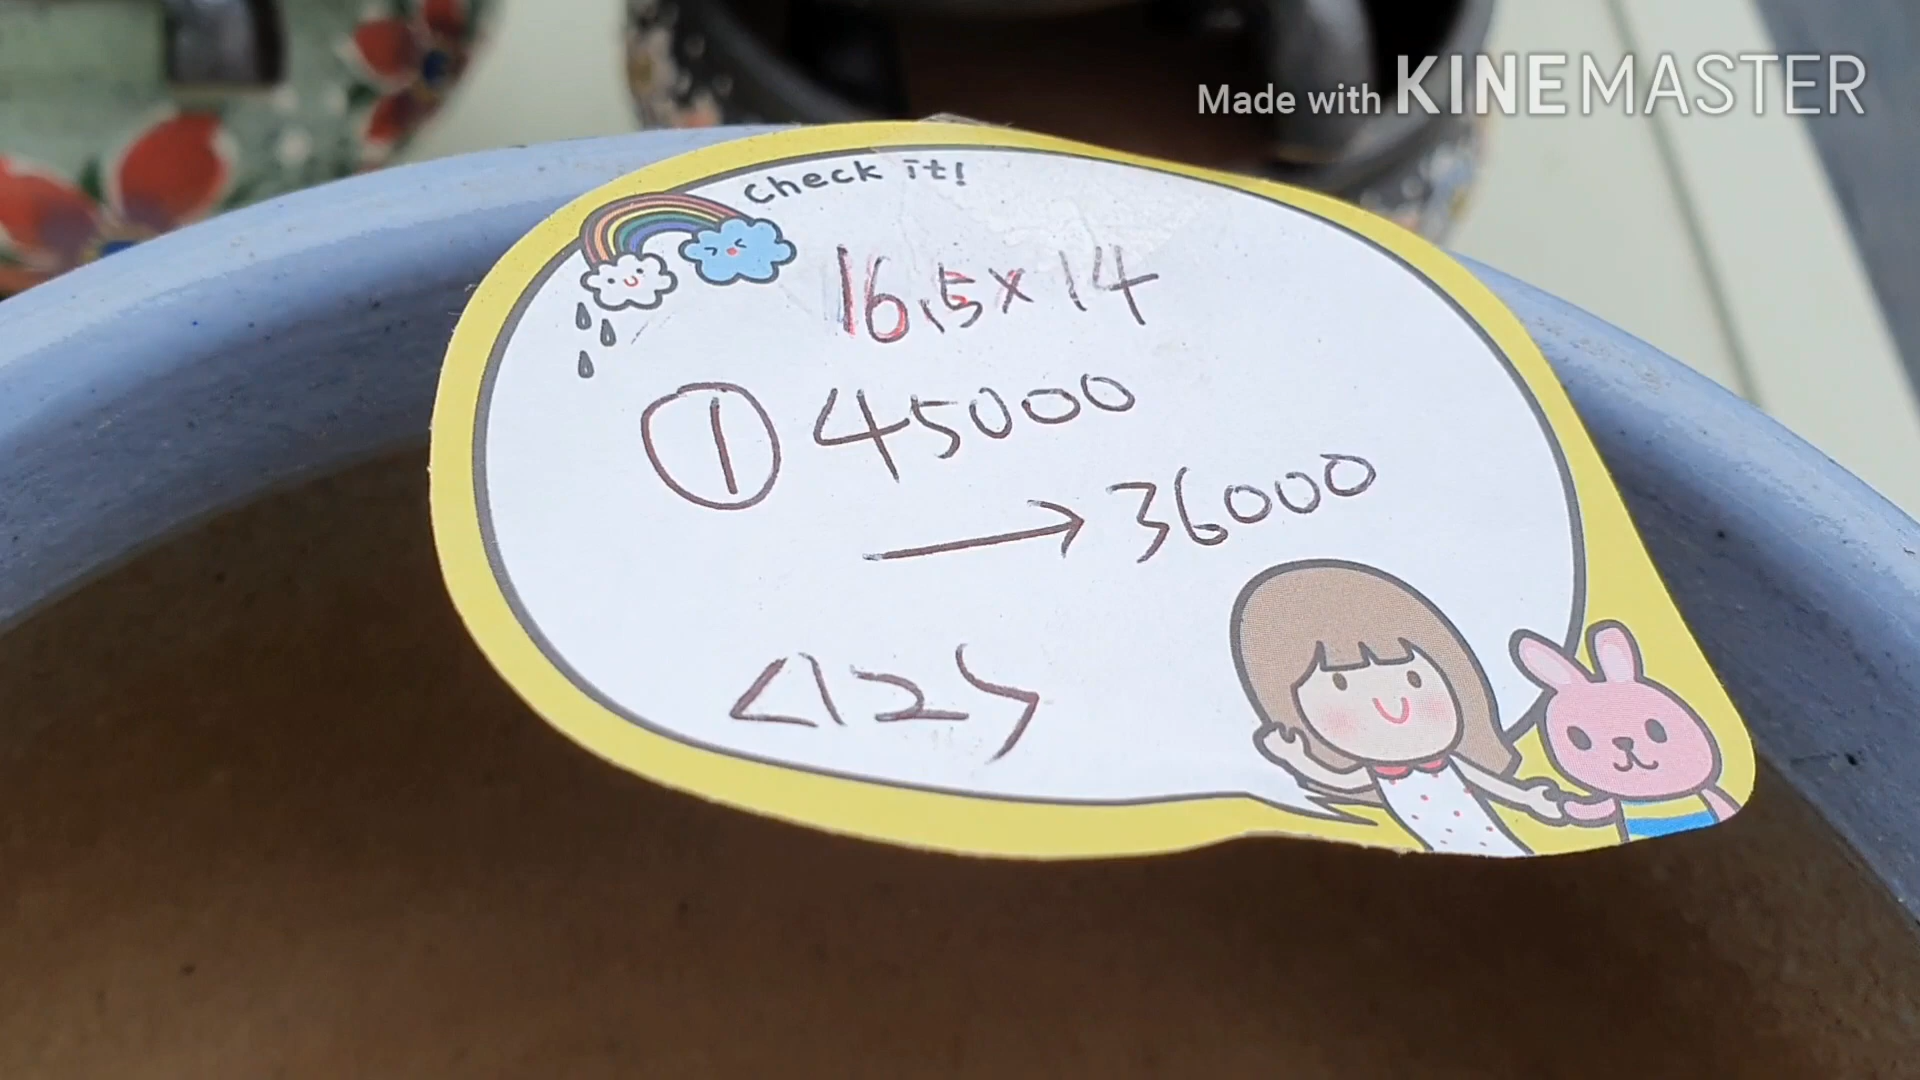 Made with KINEMASTER
check it!
16.5×14
① 45000
→ 36000
<12>